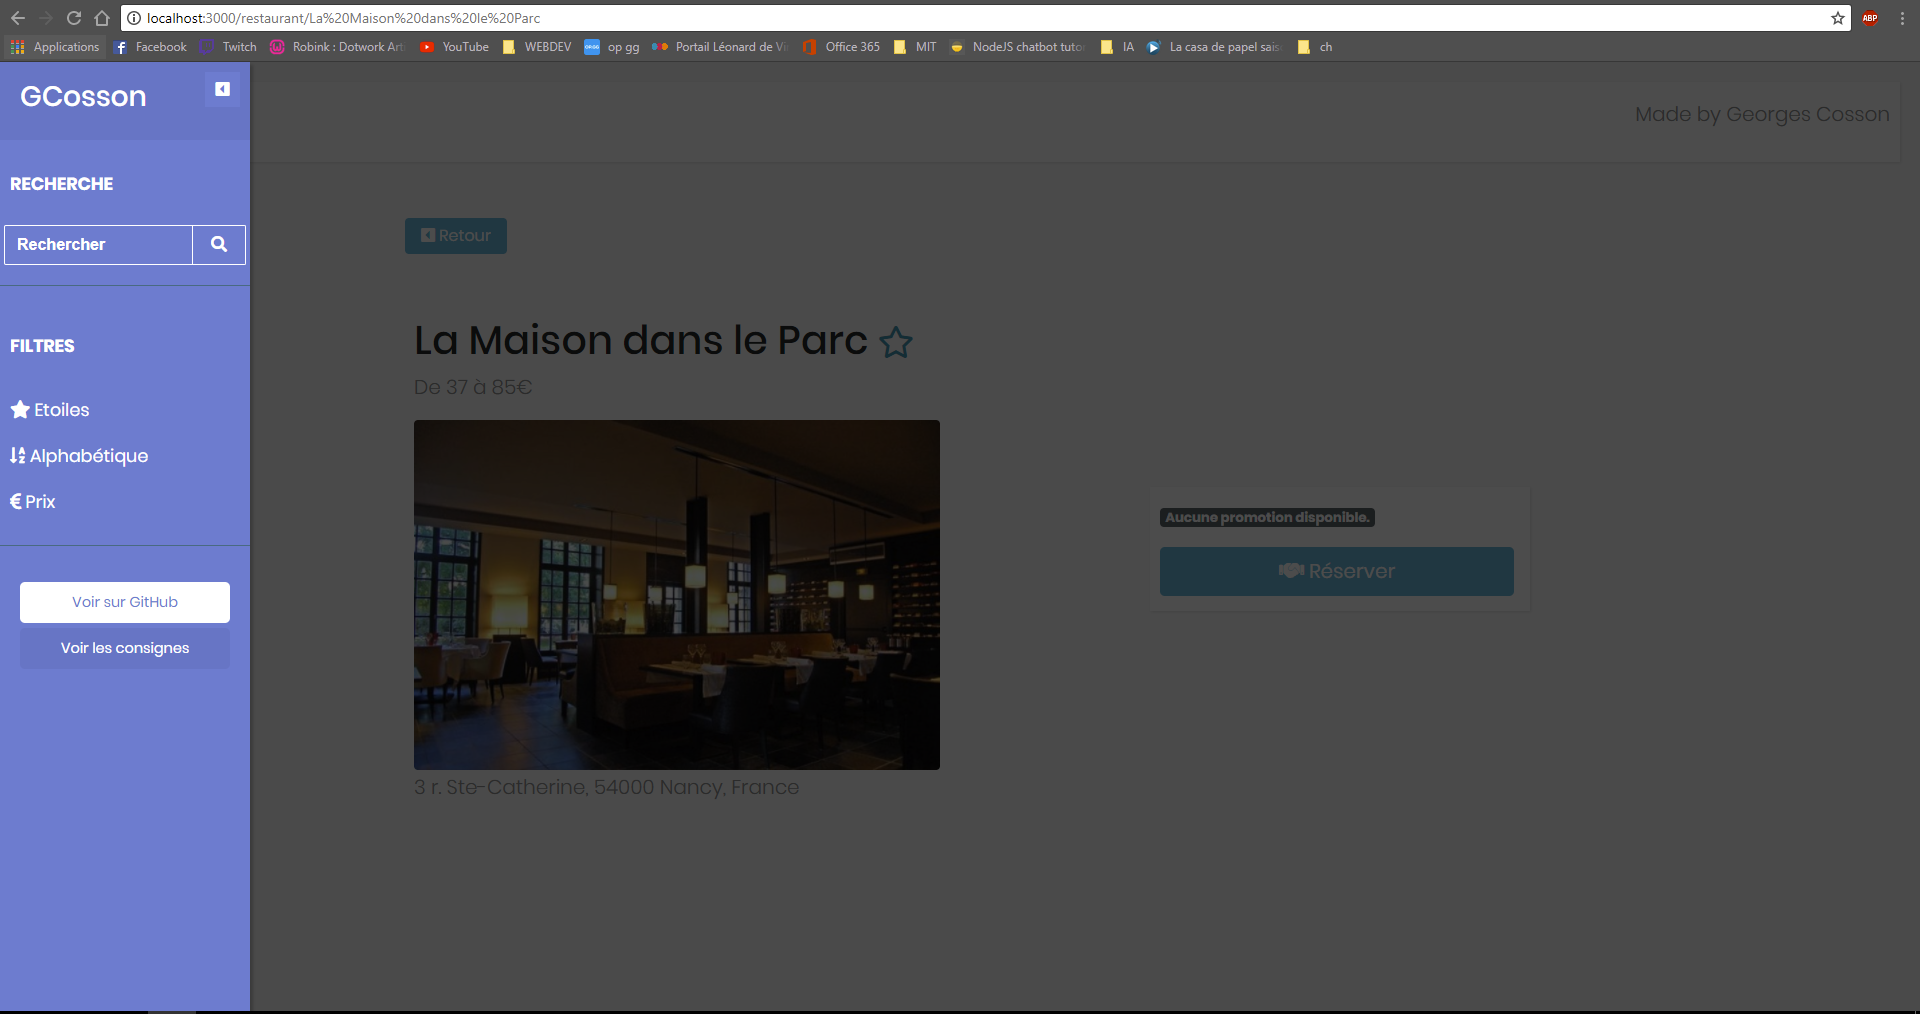 localhost:3000/restaurant/La%20Maison%20dans%20le%20Parc
ABP
Applications Facebook Twitch Robink : Dotwork Art YouTube WEBDEV op gg Portail Léonard de Vi Office 365 MIT NodeJS chatbot tutor IA La casa de papel sais ch
GCosson
Made by Georges Cosson
RECHERCHE
Rechercher
FILTRES
Etoiles
Alphabétique
Prix
Voir sur GitHub
Voir les consignes
Retour
La Maison dans le Parc
De 37 à 85€
3 r. Ste-Catherine, 54000 Nancy, France
Aucune promotion disponible.
Réserver